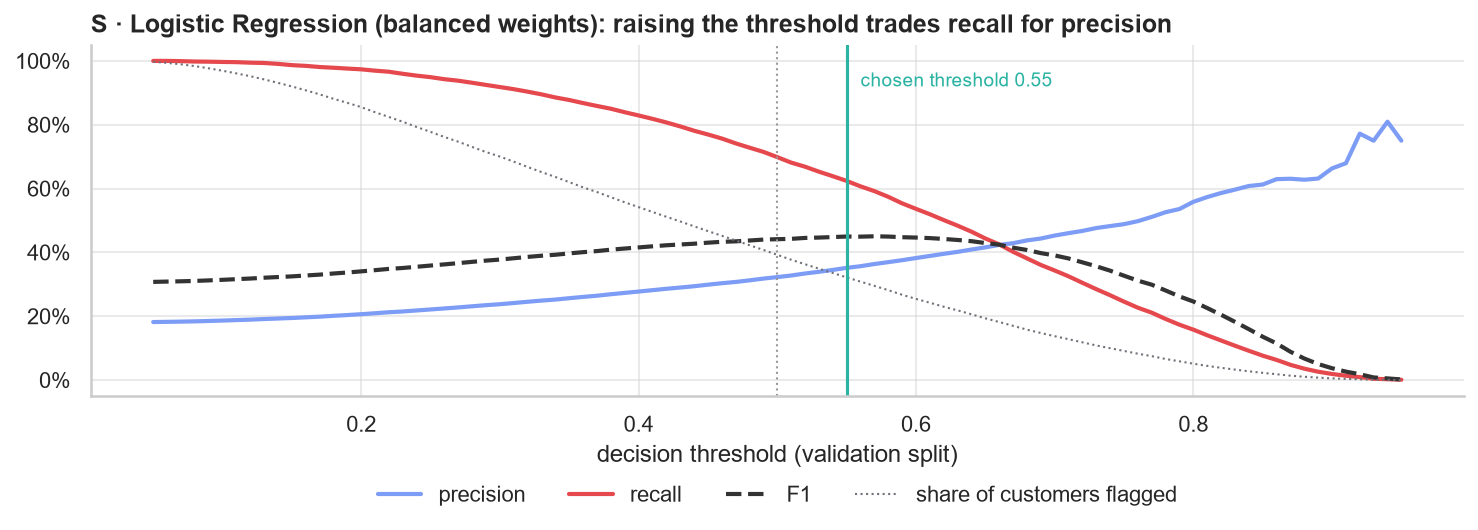 S · Logistic Regression (balanced weights): raising the threshold trades recall for precision
100%
80%
60%
40%
20%
0%
chosen threshold 0.55
0.2 0.4 0.6 0.8
decision threshold (validation split)
precision recall F1 share of customers flagged